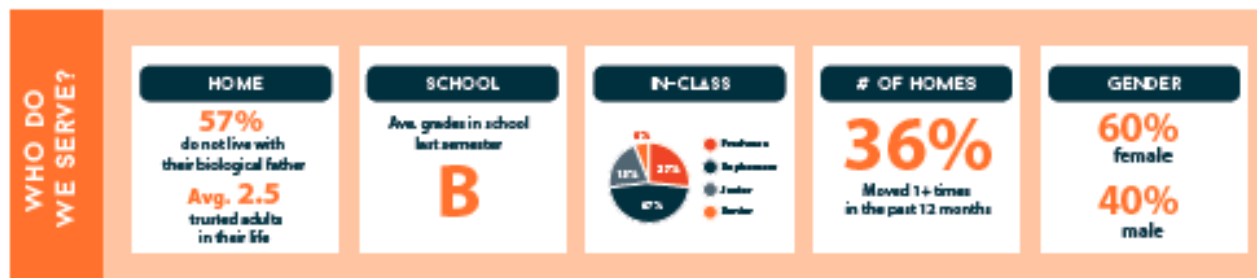 WHO DO
WE SERVE?
HOME
57%
do not live with
their biological father
Avg. 2.5
trusted adults
in their life
SCHOOL
Ave. grades in school
last semester
B
IN-CLASS
Freshman
Sophomore
Junior
Senior
# OF HOMES
36%
Moved 1+ times
in the past 12 months
GENDER
60%
female
40%
male